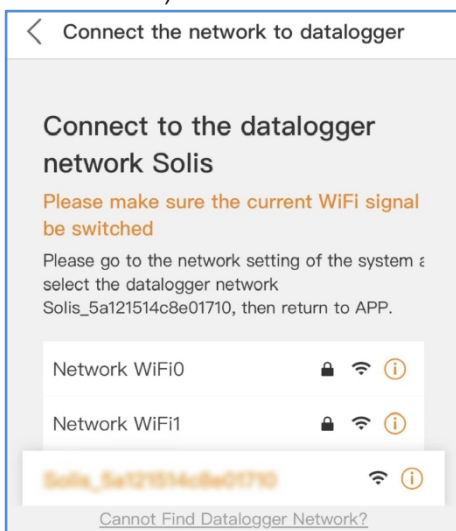 Connect the network to datalogger
Connect to the datalogger
network Solis
Please make sure the current WiFi signal
be switched
Please go to the network setting of the system a
select the datalogger network
Solis_5a121514c8e01710, then return to APP.
Network WiFi0
Network WiFi1
Solis_5a121514c8e01710
Cannot Find Datalogger Network?